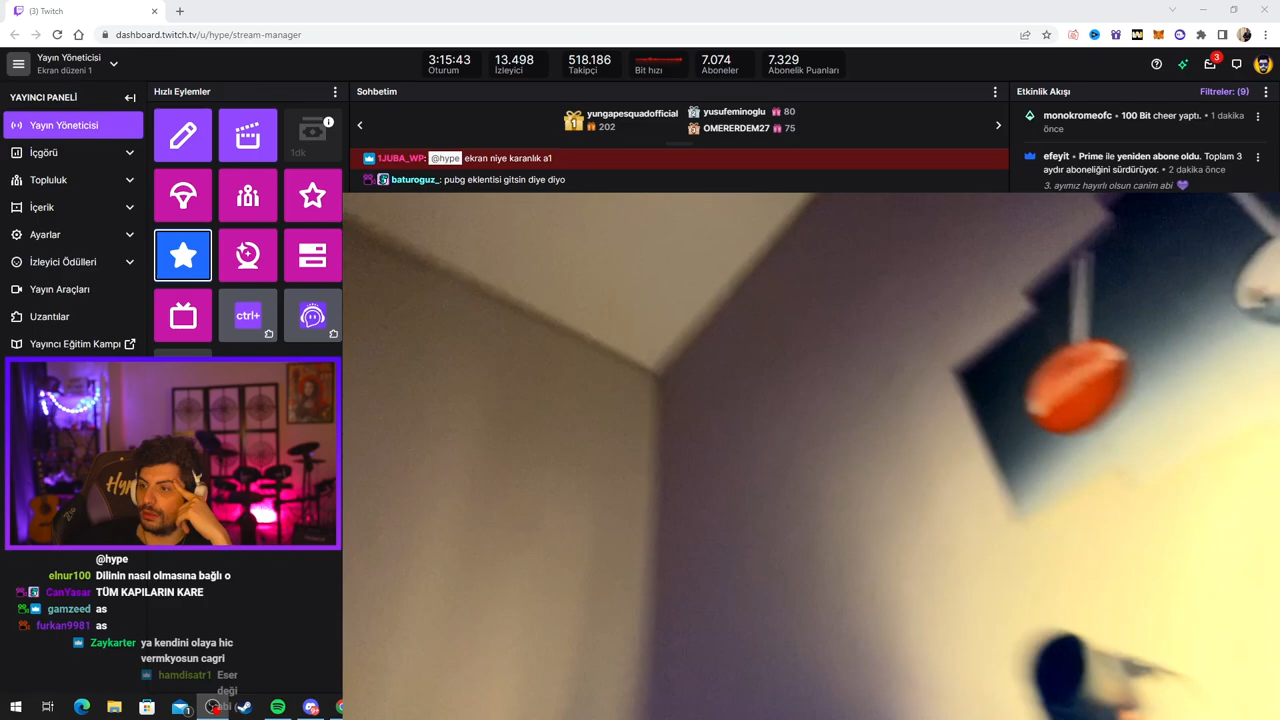 (3) Twitch
dashboard.twitch.tv/u/hype/stream-manager
Yayın Yöneticisi
Ekran düzeni 1
3:15:43
Oturum
13.498
İzleyici
518.186
Takipçi
Bit hızı
7.074
Aboneler
7.329
Abonelik Puanları
3
YAYINCI PANELİ
Yayın Yöneticisi
İçgörü
Topluluk
İçerik
Ayarlar
İzleyici Ödülleri
Yayın Araçları
Uzantılar
Yayıncı Eğitim Kampı
Hızlı Eylemler
1dk
ctrl+
Sohbetim
yungapesquadofficial
202
yusufeminoglu 80
OMERERDEM27 75
1JUBA_WP: @hype ekran niye karanlık a1
baturoguz_: pubg eklentisi gitsin diye diyo
Etkinlik Akışı
Filtreler: (9)
monokromeofc • 100 Bit cheer yaptı. • 1 dakika
önce
efeyit • Prime ile yeniden abone oldu. Toplam 3
aydır aboneliğini sürdürüyor. • 2 dakika önce
3. ayımız hayırlı olsun canim abi
@hype
elnur100 Dilinin nasıl olmasına bağlı o
CanYasar TÜM KAPILARIN KARE
gamzeed as
furkan9981 as
Zaykarter ya kendini olaya hic
vermkyosun cagrl
hamdisatr1 Eser
deği